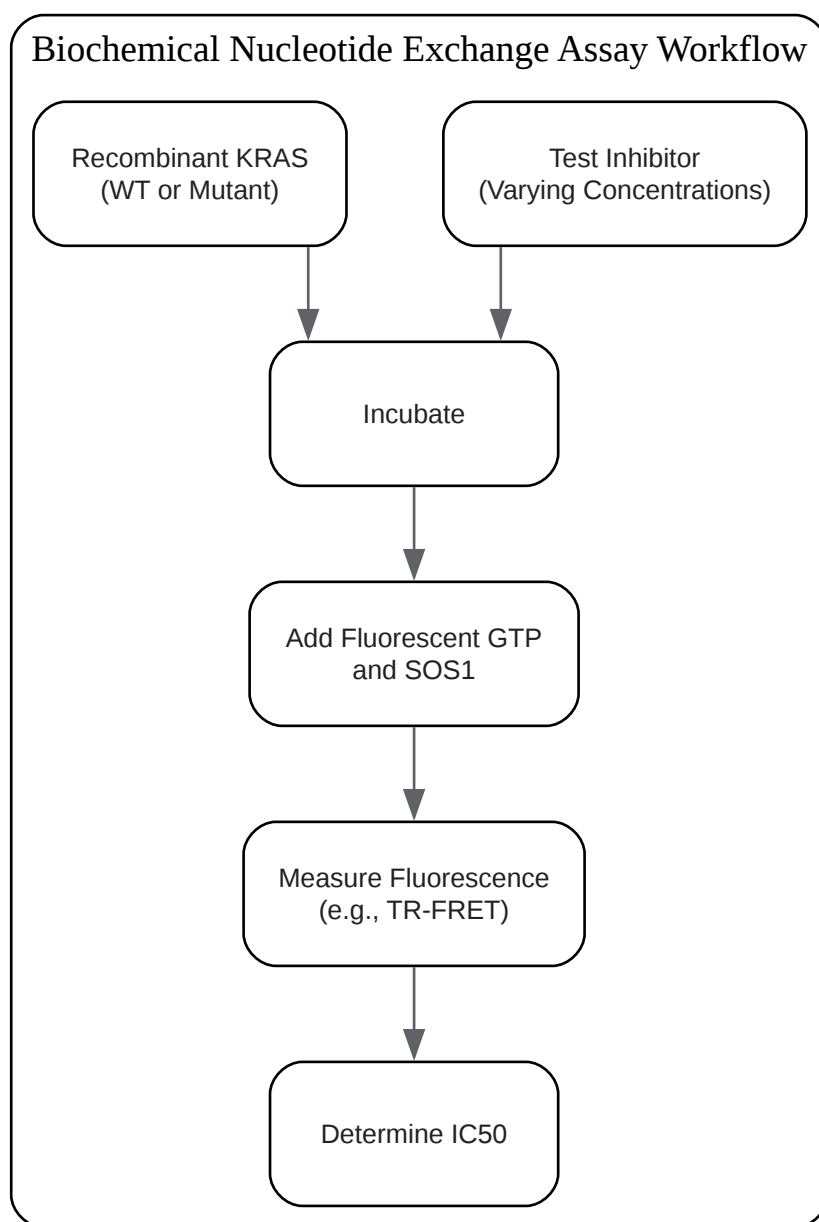 Biochemical Nucleotide Exchange Assay Workflow
Recombinant KRAS
(WT or Mutant)
Test Inhibitor
(Varying Concentrations)
Incubate
Add Fluorescent GTP
and SOS1
Measure Fluorescence
(e.g., TR-FRET)
Determine IC50